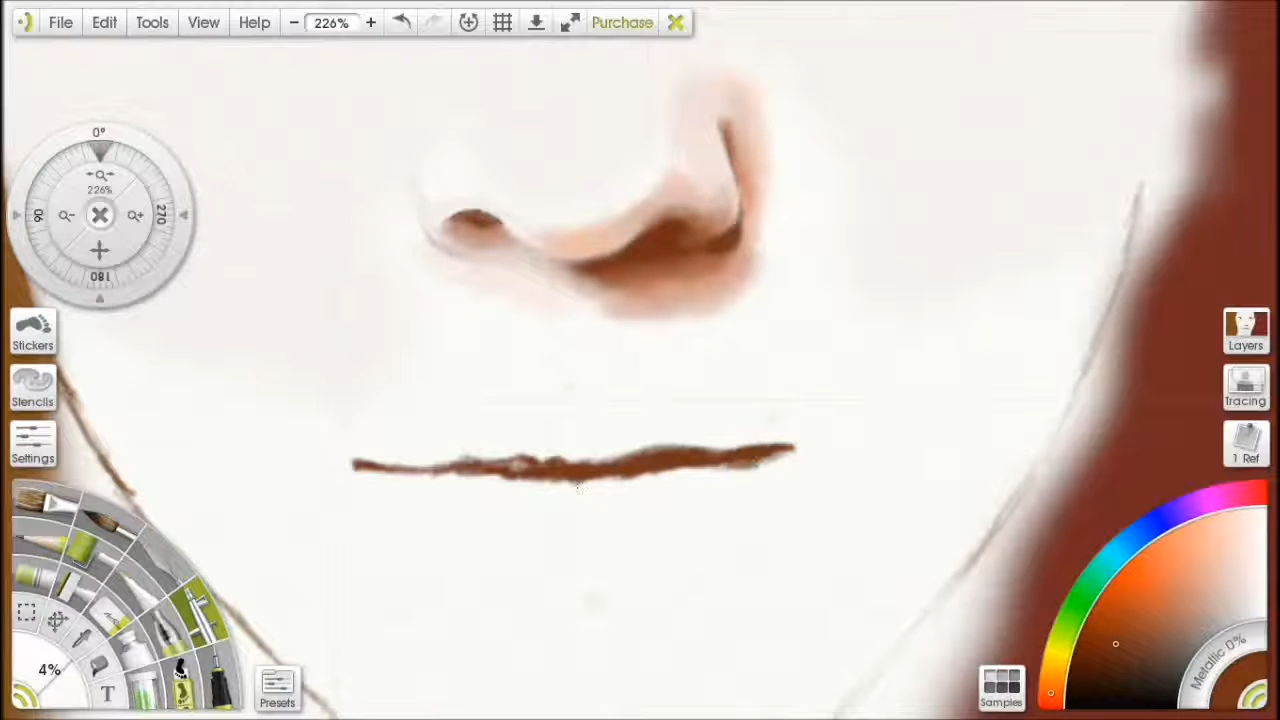 File Edit Tools View Help − 226% + Purchase
0°
226%
90
270
180
Stickers
Stencils
Settings
Layers
Tracing
1 Ref
4%
T
Presets
Metallic 0%
Samples